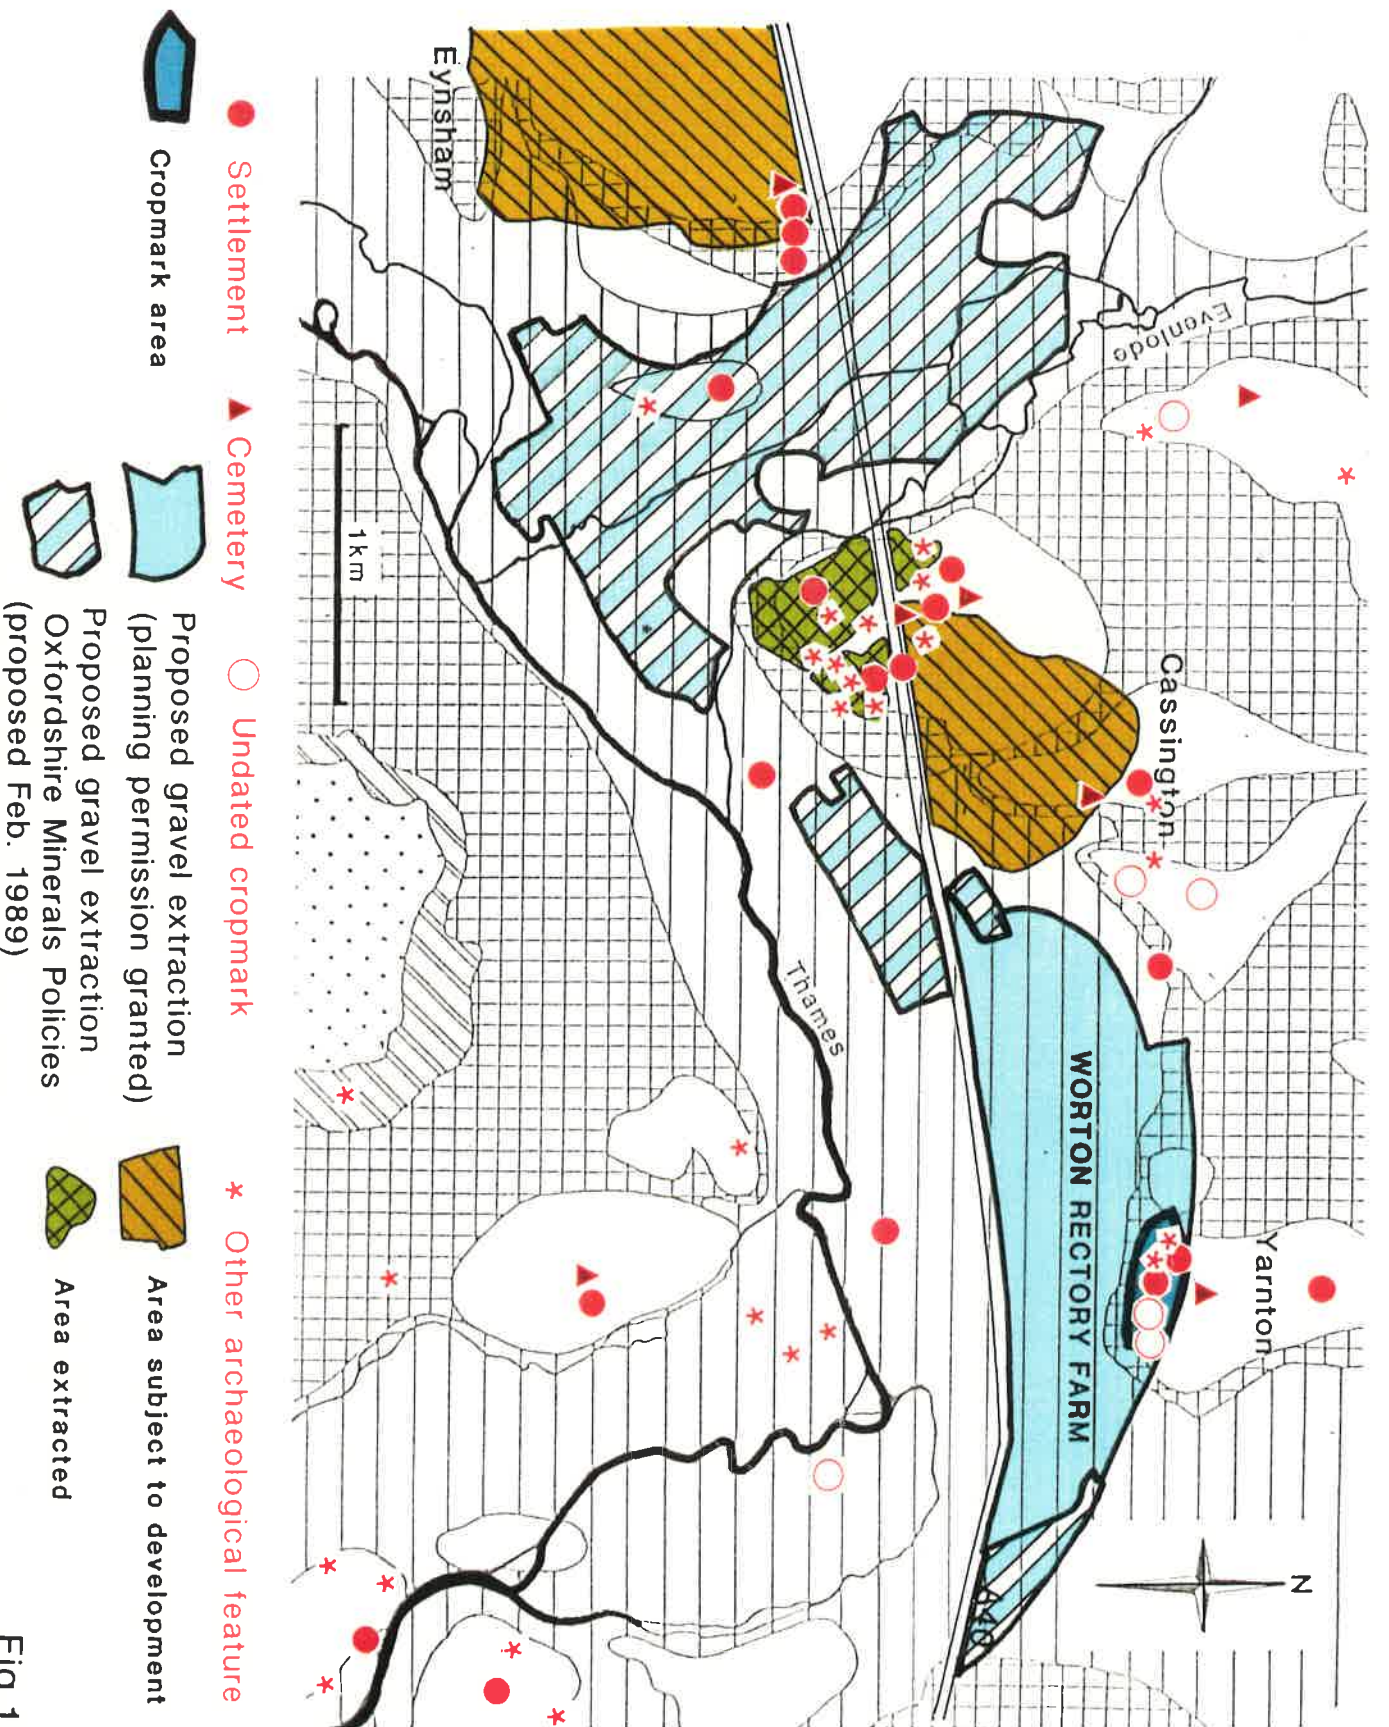 N
Yarnton
Cassington
Evenlode
WORTON RECTORY FARM
A40
Thames
Eynsham
1km
Settlement
Cemetery
Undated cropmark
Other archaeological feature
Cropmark area
Proposed gravel extraction
(planning permission granted)
Proposed gravel extraction
Oxfordshire Minerals Policies
(proposed Feb. 1989)
Area subject to development
Area extracted
Fig 1